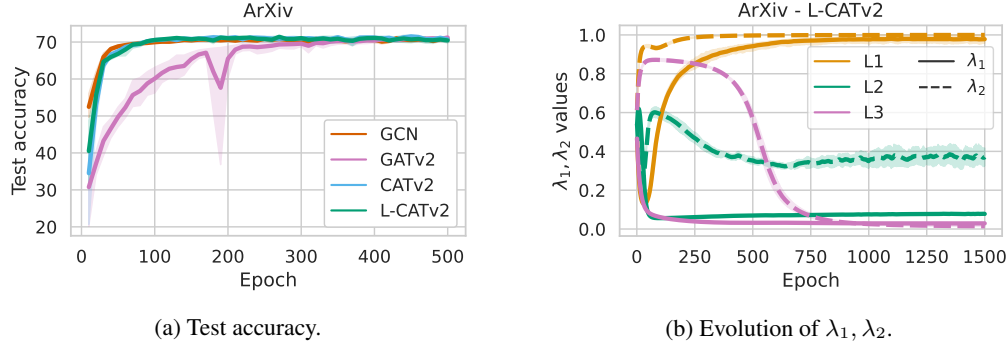 ArXiv
Test accuracy
70
60
50
40
30
20
0
100
200
300
400
500
Epoch
GCN
GATv2
CATv2
L-CATv2
(a) Test accuracy.
ArXiv - L-CATv2
λ₁, λ₂ values
1.0
0.8
0.6
0.4
0.2
0.0
0
250
500
750
1000
1250
1500
Epoch
L1
L2
L3
λ₁
λ₂
(b) Evolution of λ₁, λ₂.